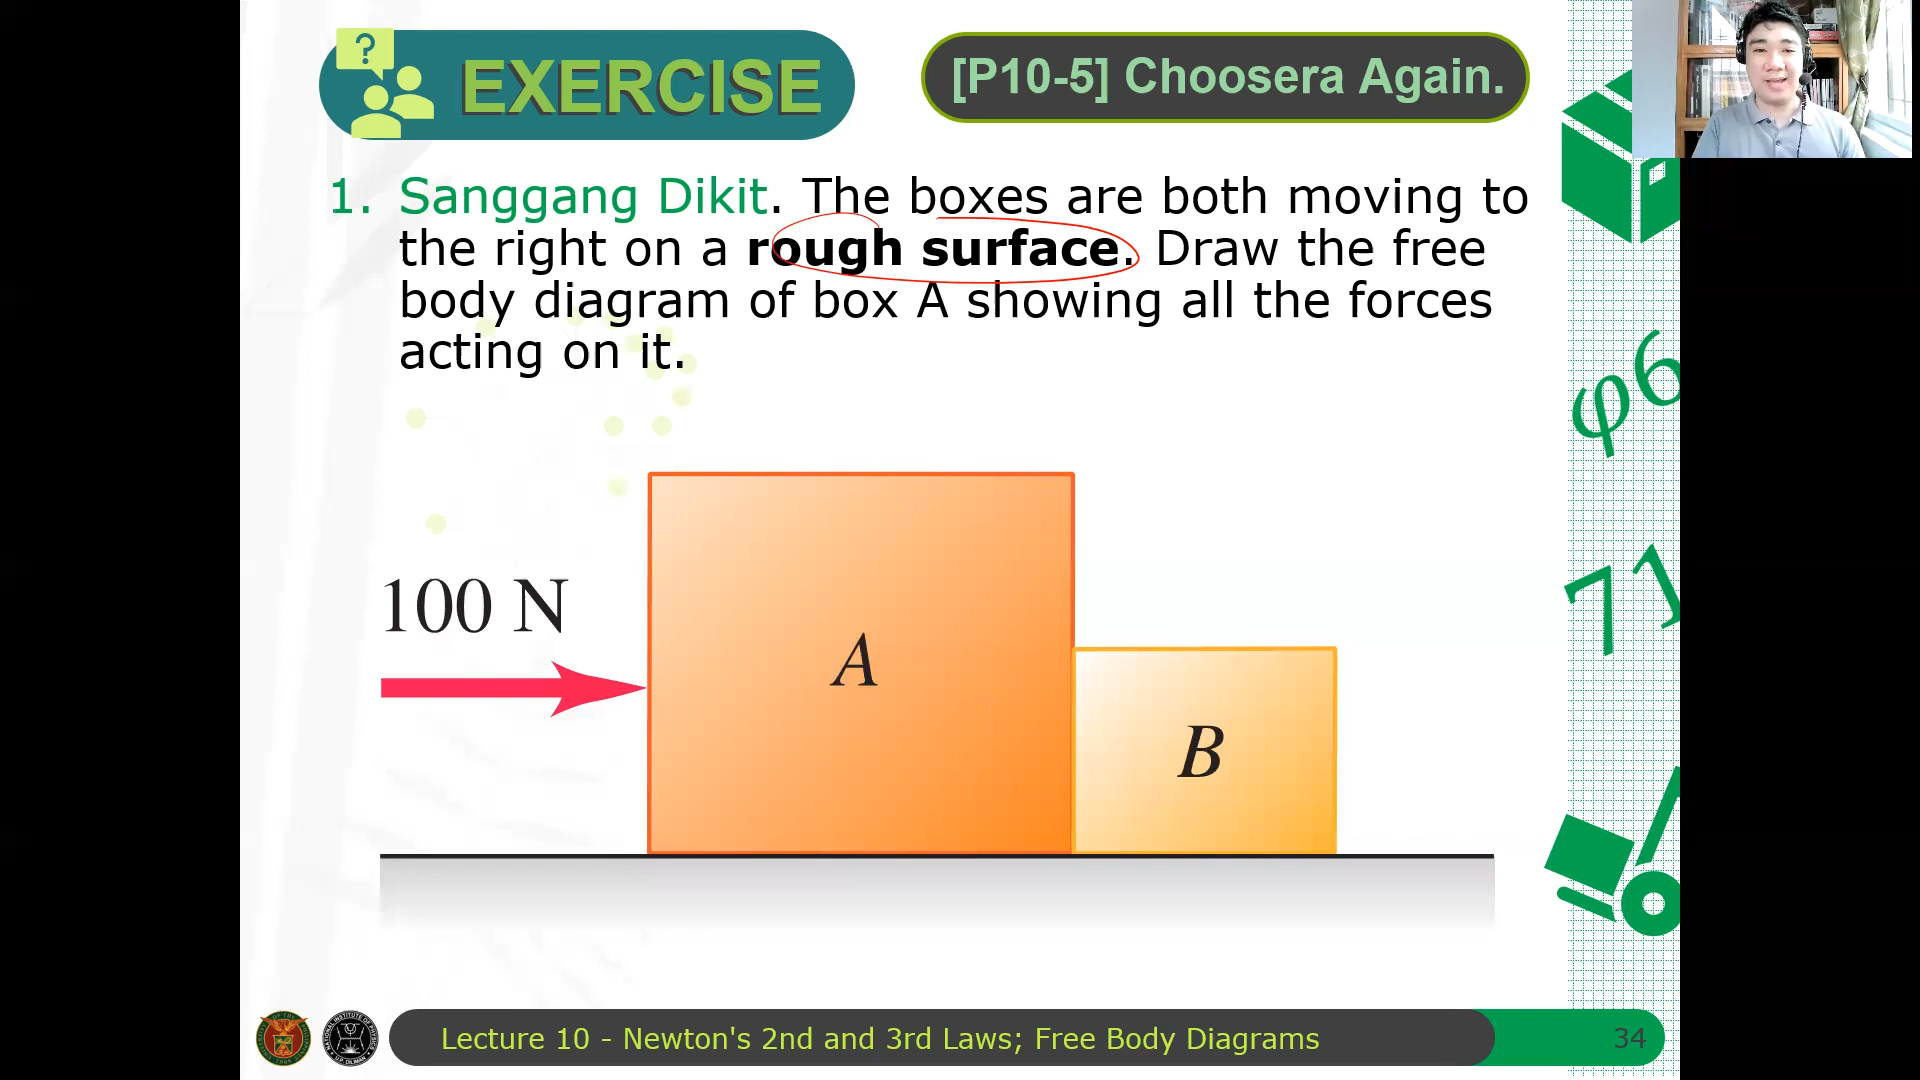 ?
EXERCISE
[P10-5] Choosera Again.
1. Sanggang Dikit. The boxes are both moving to
the right on a rough surface. Draw the free
body diagram of box A showing all the forces
acting on it.
φ6
71
100 N
A
B
Lecture 10 - Newton's 2nd and 3rd Laws; Free Body Diagrams
34